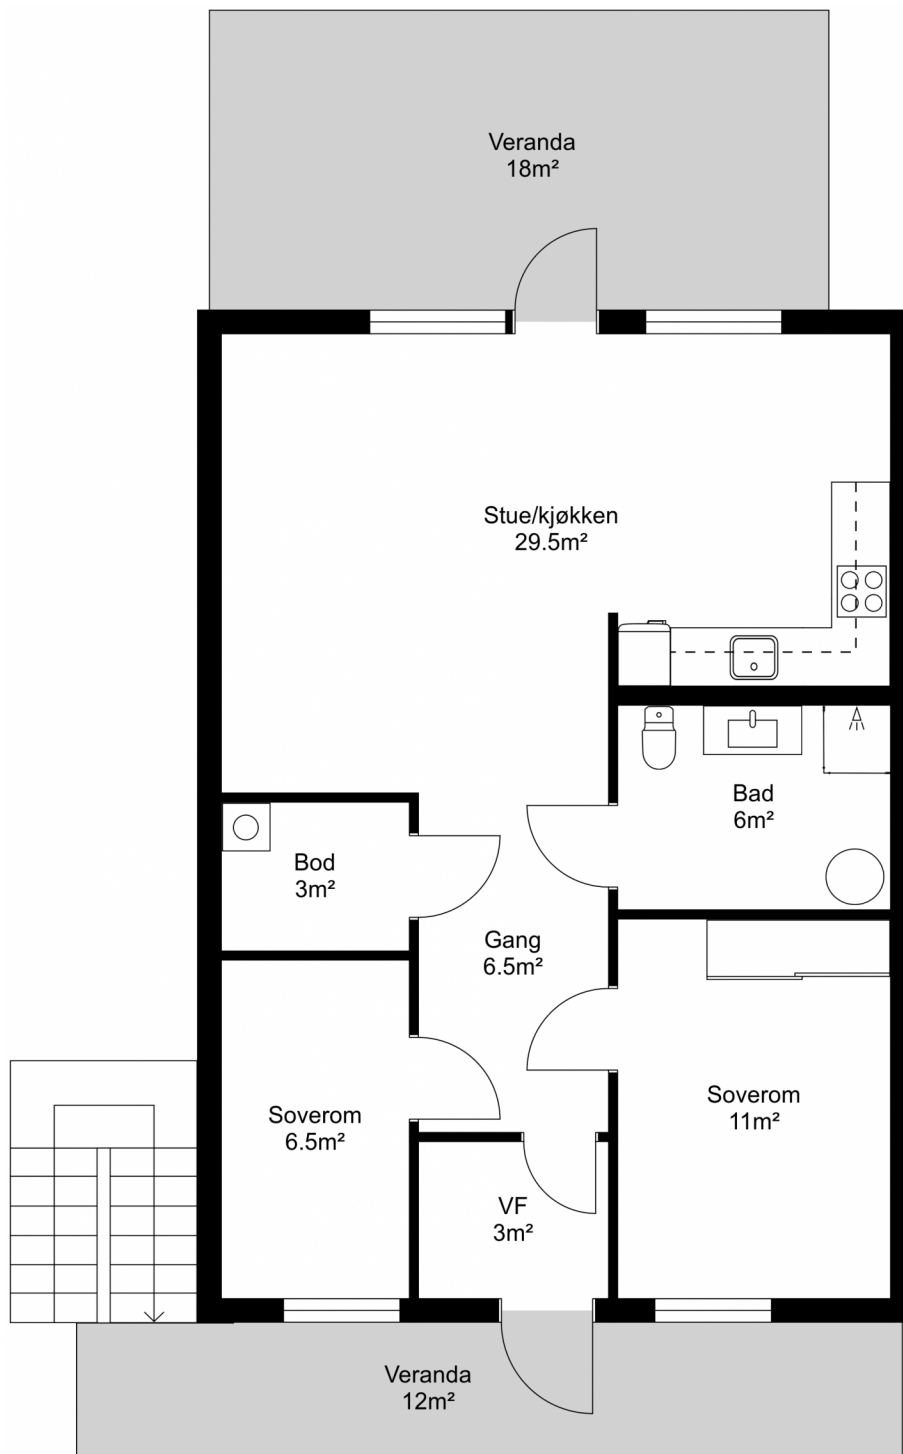 Veranda
18m²
Stue/kjøkken
29.5m²
Bad
6m²
Bod
3m²
Gang
6.5m²
Soverom
6.5m²
Soverom
11m²
VF
3m²
Veranda
12m²